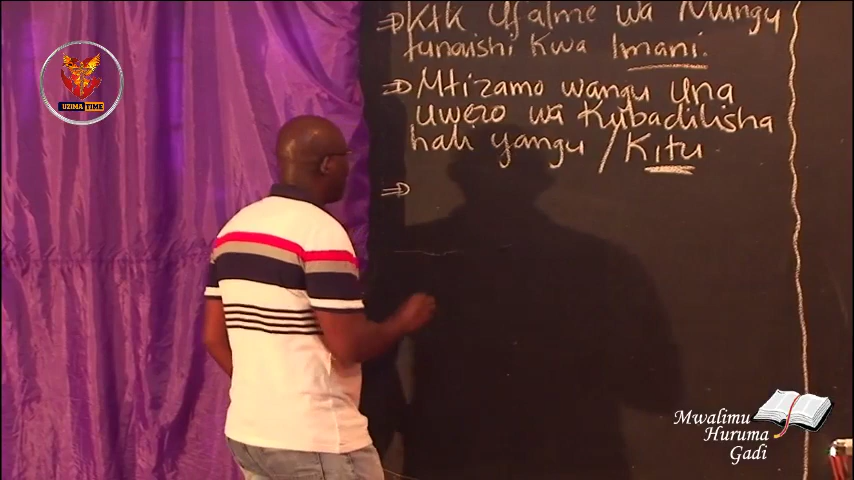 ⇒ Ktk Ufalme wa Mungu
tunaishi kwa Imani.
⇒ Mtizamo wangu una
uwezo wa Kubadilisha
hali yangu / Kitu
⇒
UZIMA TIME
Mwalimu
Huruma
Gadi